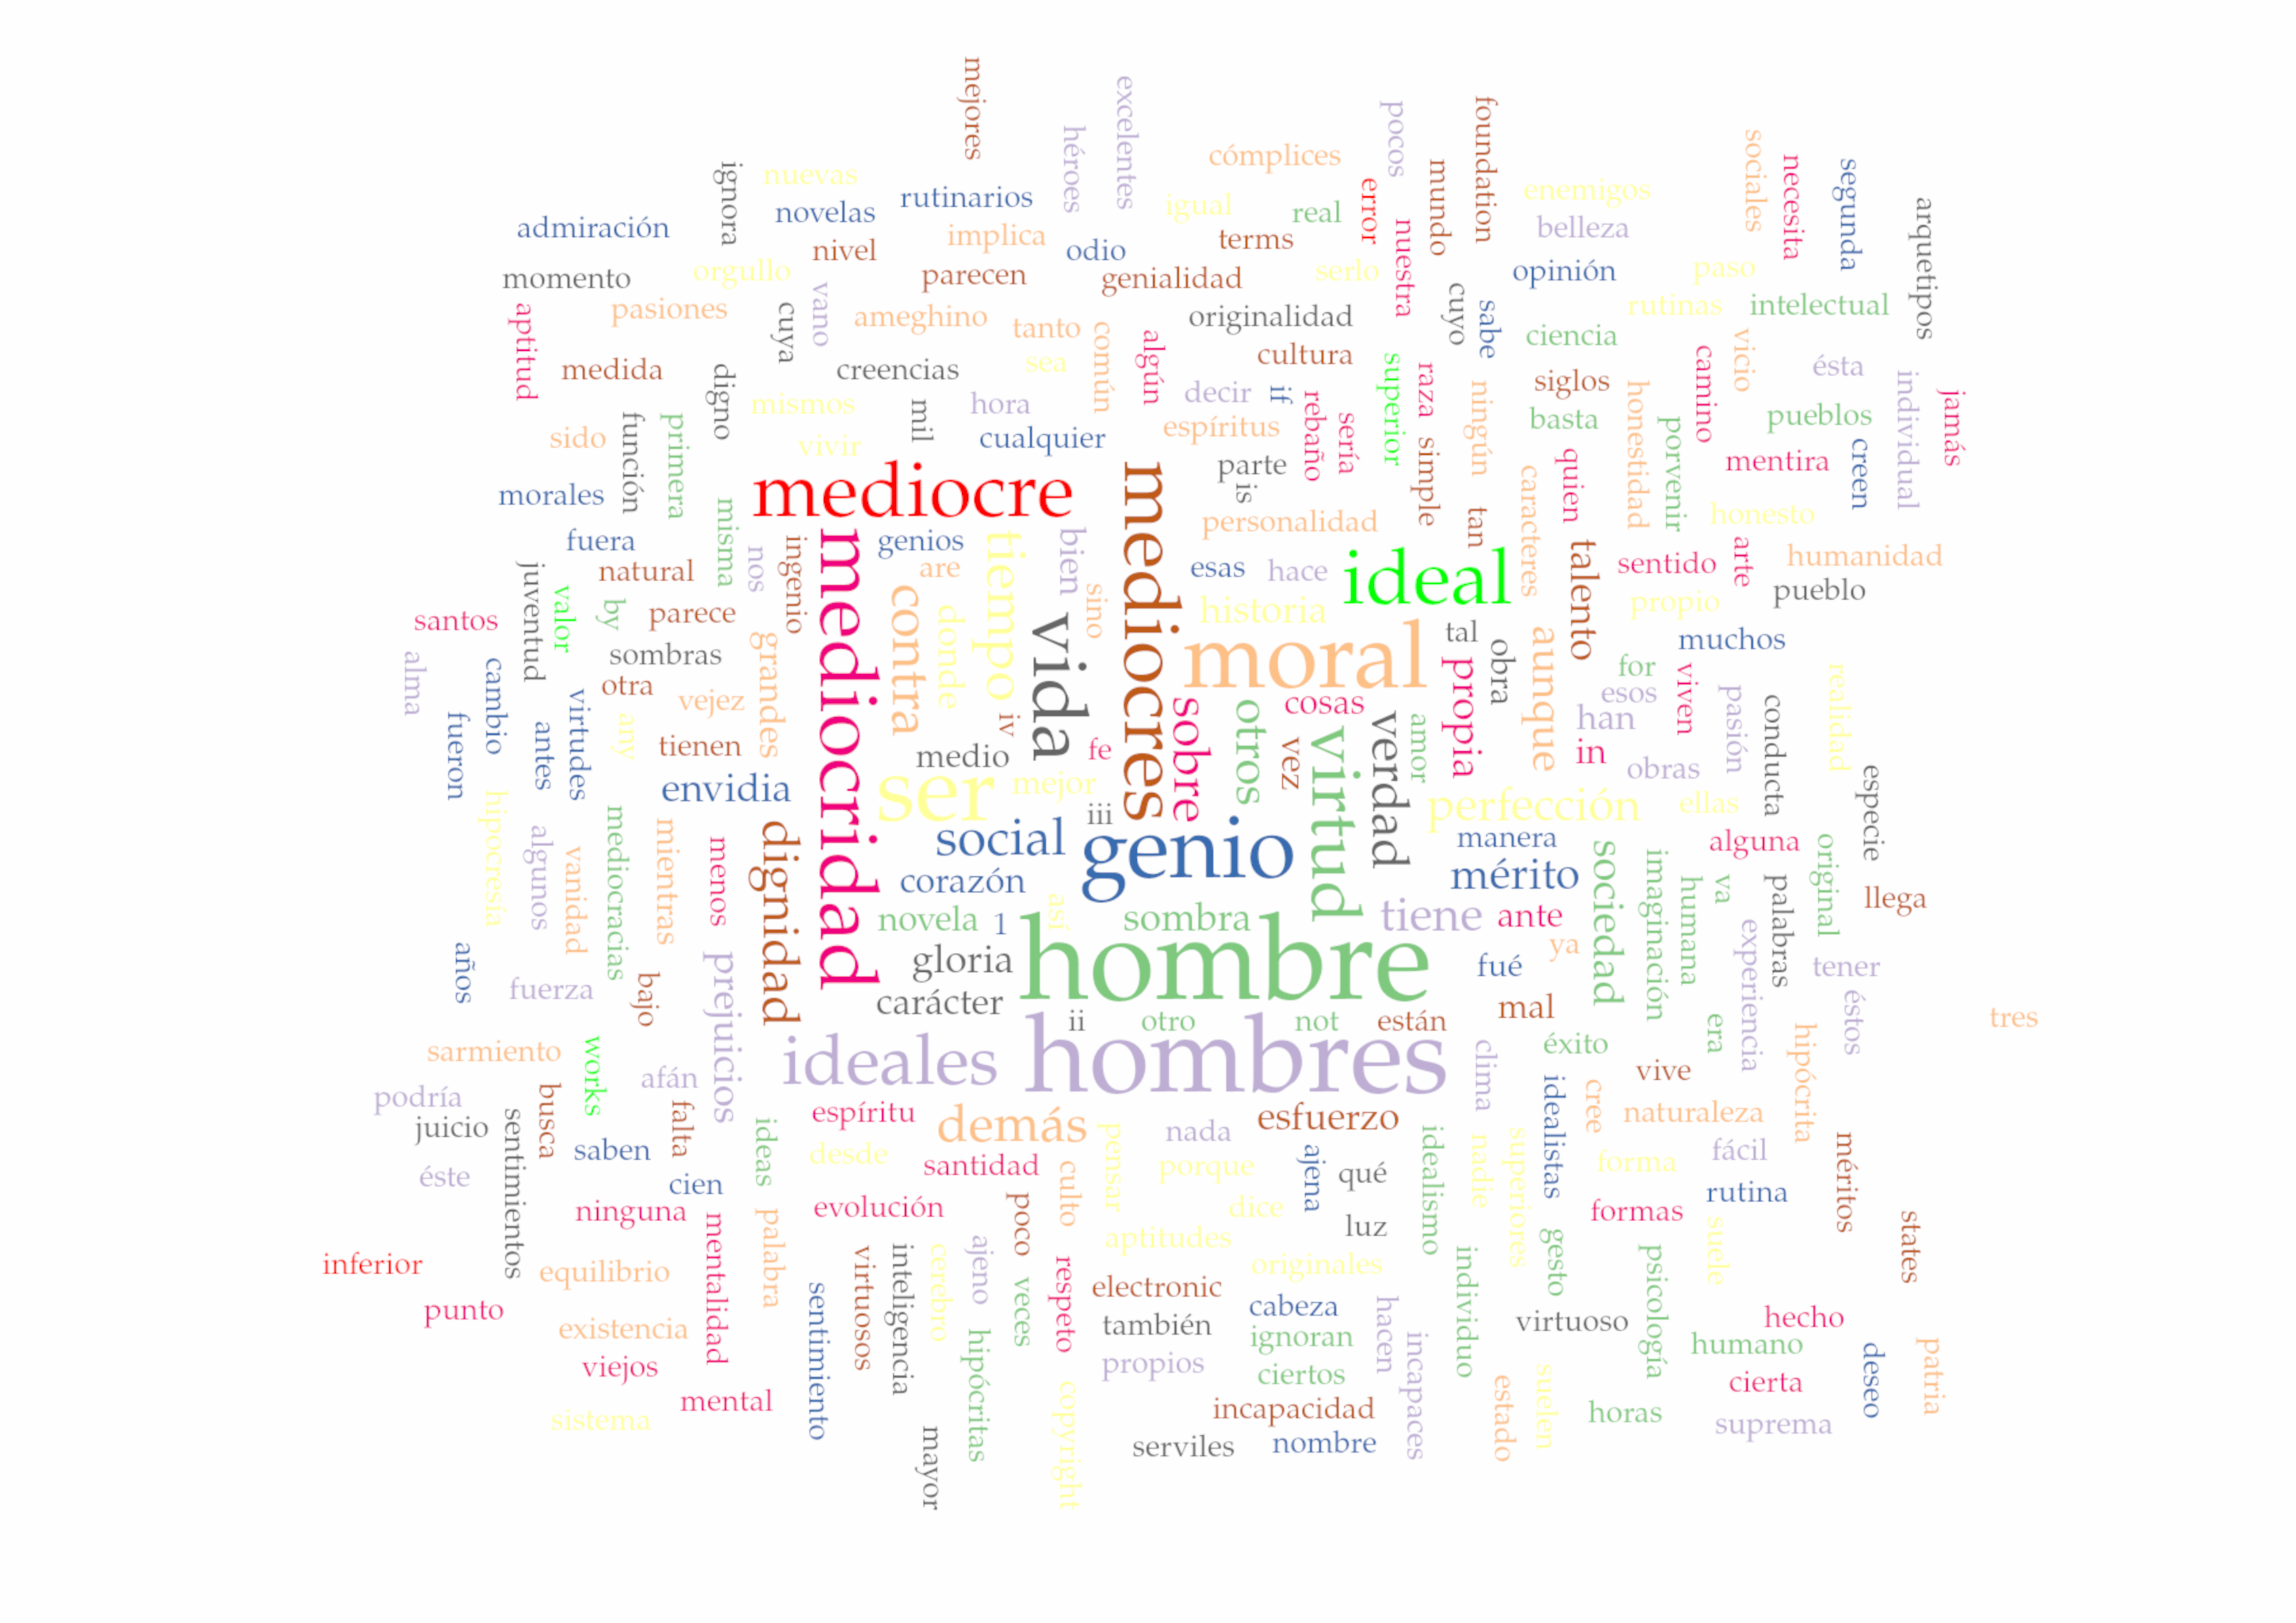 mejores
excelentes
héroes
pocos
foundation
cómplices
sociales
necesita
segunda
mundo
ignora
nuevas
rutinarios
error
enemigos
arquetipos
igual
real
novelas
nuestra
belleza
admiración
implica
terms
nivel
odio
opinión
paso
momento
orgullo
parecen
genialidad
serlo
cuyo
sabe
rutinas
intelectual
vano
aptitud
pasiones
cuya
ameghino
tanto
común
algún
originalidad
ciencia
vicio
camino
cultura
superior
raza
medida
digno
creencias
sea
ésta
individual
jamás
siglos
ningún
honestidad
decir
if
rebaño
sería
mismos
mil
hora
basta
pueblos
porvenir
función
primera
sido
vivir
cualquier
espíritus
simple
creen
quien
mentira
parte
caracteres
mediocre
mediocres
is
morales
misma
personalidad
tan
honesto
mediocridad
genios
tiempo
bien
fuera
nos
ingenio
talento
arte
humanidad
juventud
natural
are
esas
hace
ideal
sentido
pueblo
valor
by
parece
contra
donde
sino
historia
propio
santos
vida
moral
tal
obra
aunque
muchos
alma
cambio
sombras
grandes
propia
for
viven
realidad
virtudes
otra
vejez
esos
pasión
conducta
fueron
antes
any
tienen
iv
medio
fe
sobre
otros
cosas
vez
virtud
verdad
amor
han
in
obras
especie
hipocresía
envidia
ser
mejor
perfección
ellas
algunos
vanidad
mediocracias
mientras
menos
dignidad
iii
social
genio
manera
alguna
original
mérito
sociedad
imaginación
humana
va
palabras
corazón
llega
novela
1
así
sombra
tiene
ante
experiencia
años
hombre
ya
fuerza
bajo
prejuicios
gloria
fué
tener
carácter
mal
éstos
ii
otro
not
están
era
hipócrita
tres
sarmiento
works
ideales
hombres
clima
éxito
afán
vive
idealistas
podría
busca
falta
cree
naturaleza
juicio
sentimientos
ideas
espíritu
demás
pensar
nada
esfuerzo
idealismo
nadie
superiores
saben
desde
fácil
méritos
éste
cien
santidad
culto
porque
ajena
qué
forma
rutina
ninguna
mentalidad
palabra
evolución
poco
dice
formas
suele
states
luz
gesto
aptitudes
inferior
equilibrio
virtuosos
inteligencia
cerebro
ajeno
veces
respeto
originales
individuo
psicología
electronic
sentimiento
punto
cabeza
hacen
hecho
existencia
hipócritas
también
ignoran
incapaces
virtuoso
humano
deseo
patria
viejos
propios
ciertos
suelen
cierta
mental
copyright
incapacidad
estado
horas
sistema
mayor
serviles
nombre
suprema